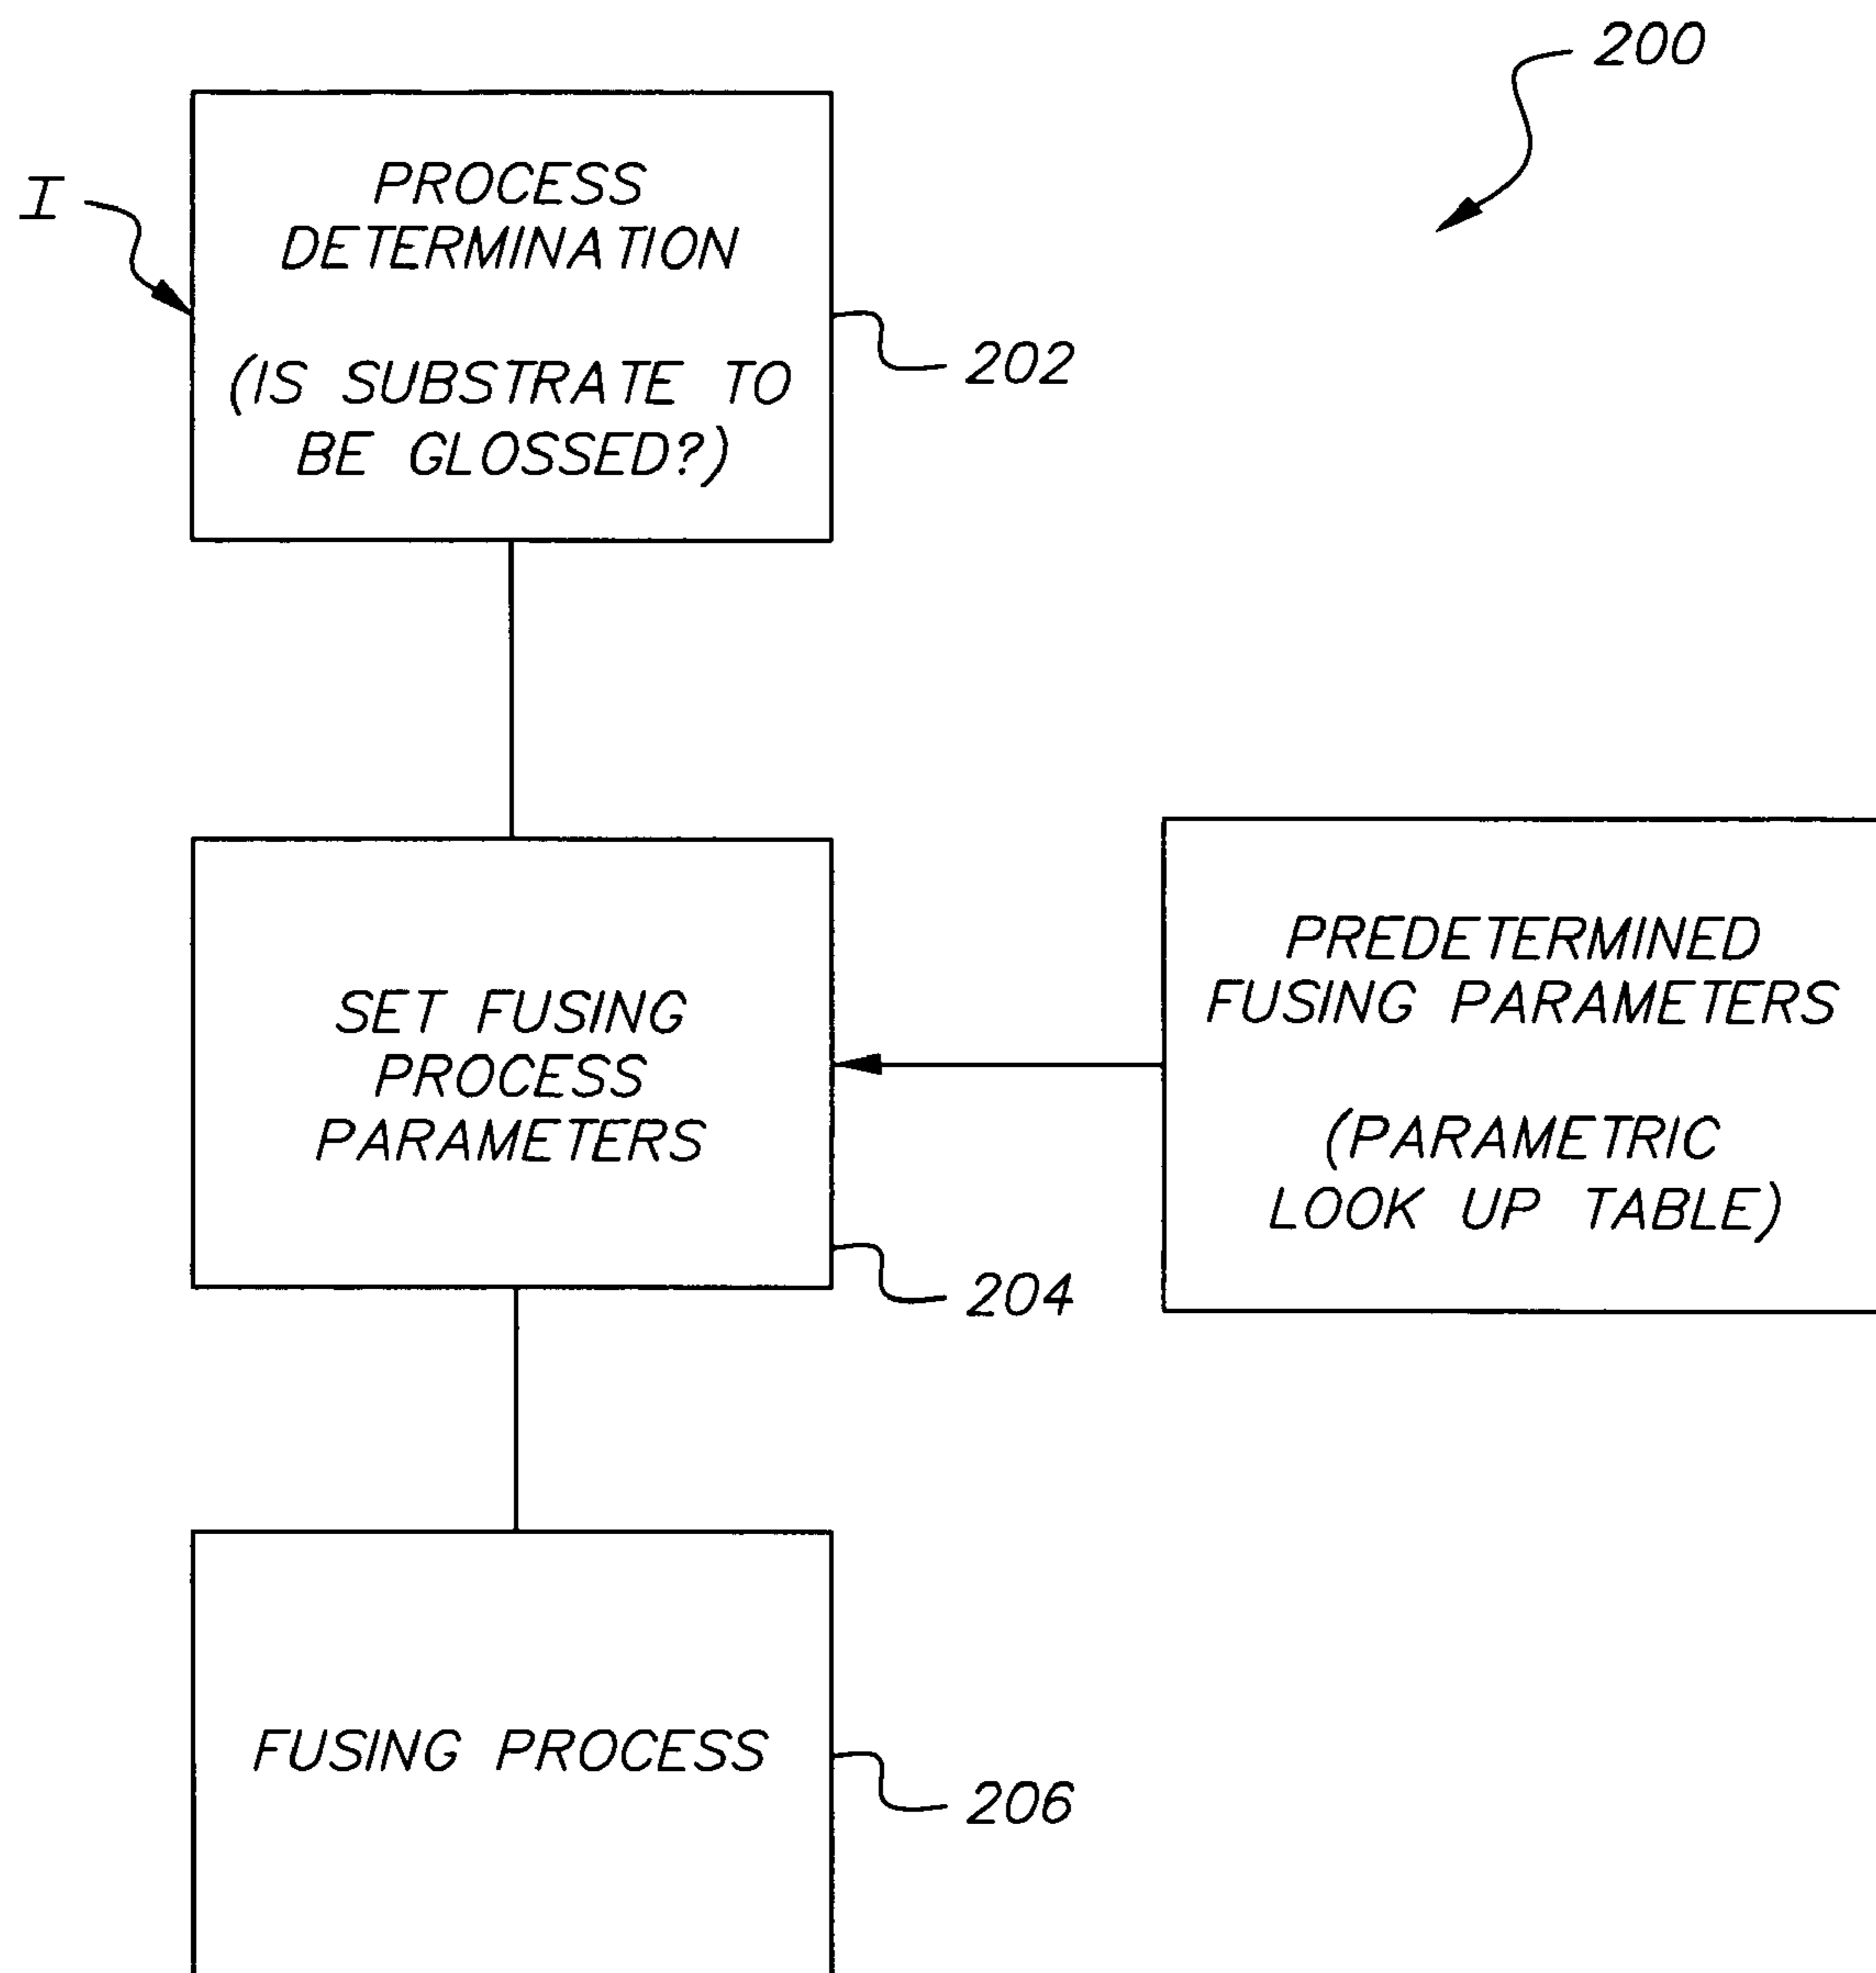 200
I
PROCESS
DETERMINATION
(IS SUBSTRATE TO
BE GLOSSED?)
202
SET FUSING
PROCESS
PARAMETERS
204
PREDETERMINED
FUSING PARAMETERS
(PARAMETRIC
LOOK UP TABLE)
FUSING PROCESS
206